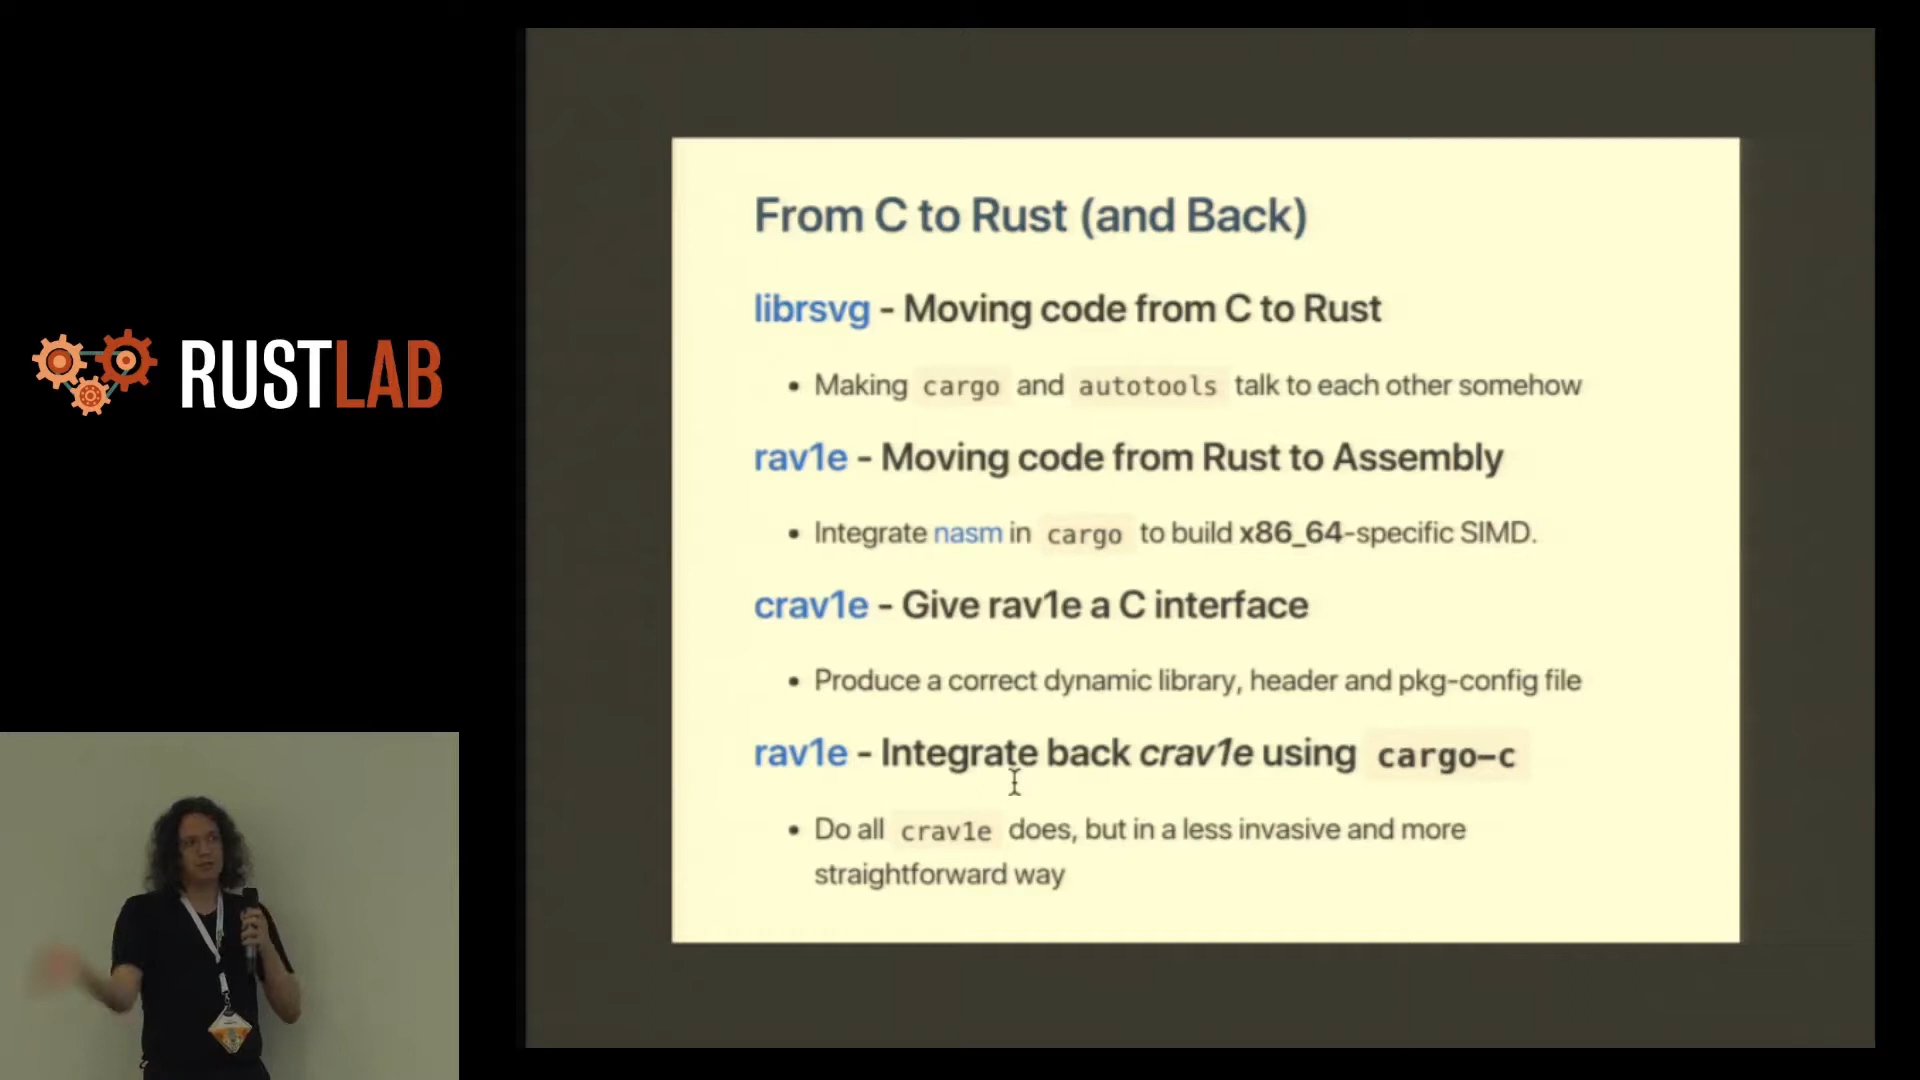 RUSTLAB
From C to Rust (and Back)
librsvg - Moving code from C to Rust
• Making cargo and autotools talk to each other somehow
rav1e - Moving code from Rust to Assembly
• Integrate nasm in cargo to build x86_64-specific SIMD.
crav1e - Give rav1e a C interface
• Produce a correct dynamic library, header and pkg-config file
rav1e - Integrate back crav1e using cargo-c
• Do all crav1e does, but in a less invasive and more
straightforward way